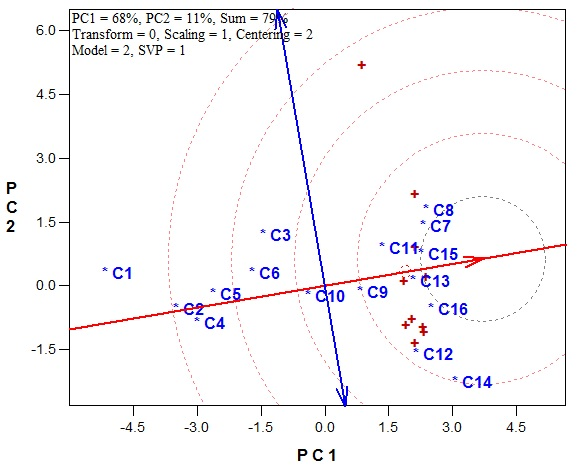 PC1 = 68%, PC2 = 11%, Sum = 79%
Transform = 0, Scaling = 1, Centering = 2
Model = 2, SVP = 1
6.0
4.5
3.0
1.5
0.0
-1.5
P
C
2
C8
C7
C3
C11
C15
C1
C6
C13
C5
C10
C9
C2
C16
C4
C12
C14
-4.5 -3.0 -1.5 0.0 1.5 3.0 4.5
P C 1